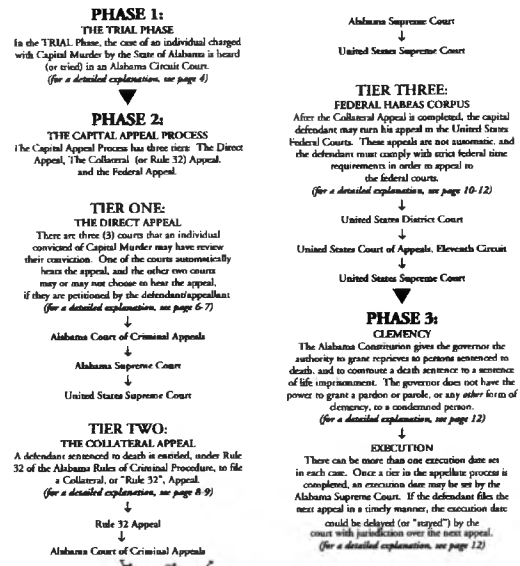 PHASE 1:
THE TRIAL PHASE
In the TRIAL Phase, the case of an individual charged
with Capital Murder by the State of Alabama is heard
(or tried) in an Alabama Circuit Court.
(for a detailed explanation, see page 4)
PHASE 2:
THE CAPITAL APPEAL PROCESS
The Capital Appeal Process has three tiers: The Direct
Appeal, The Collateral (or Rule 32) Appeal,
and the Federal Appeal.
TIER ONE:
THE DIRECT APPEAL
There are three (3) courts that an individual
convicted of Capital Murder may have review
their conviction. One of the courts automatically
hears the appeal, and the other two courts
may or may not choose to hear the appeal,
if they are petitioned by the defendant/appellant
(for a detailed explanation, see page 6-7)
↓
Alabama Court of Criminal Appeals
↓
Alabama Supreme Court
↓
United States Supreme Court
TIER TWO:
THE COLLATERAL APPEAL
A defendant sentenced to death is entitled, under Rule
32 of the Alabama Rules of Criminal Procedure, to file
a Collateral, or "Rule 32", Appeal.
(for a detailed explanation, see page 8-9)
↓
Rule 32 Appeal
↓
Alabama Court of Criminal Appeals
Alabama Supreme Court
↓
United States Supreme Court
TIER THREE:
FEDERAL HABEAS CORPUS
After the Collateral Appeal is completed, the capital
defendant may turn his appeal to the United States
Federal Courts. These appeals are not automatic, and
the defendant must comply with strict federal time
requirements in order to appeal to
the federal courts.
(for a detailed explanation, see page 10-12)
↓
United States District Court
↓
United States Court of Appeals, Eleventh Circuit
↓
United States Supreme Court
PHASE 3:
CLEMENCY
The Alabama Constitution gives the governor the
authority to grant reprieves to persons sentenced to
death, and to commute a death sentence to a sentence
of life imprisonment. The governor does not have the
power to grant a pardon or parole, or any other form of
clemency, to a condemned person.
(for a detailed explanation, see page 12)
↓
EXECUTION
There can be more than one execution date set
in each case. Once a tier in the appellate process is
completed, an execution date may be set by the
Alabama Supreme Court. If the defendant files the
next appeal in a timely manner, the execution date
could be delayed (or "stayed") by the
court with jurisdiction over the next appeal.
(for a detailed explanation, see page 12)